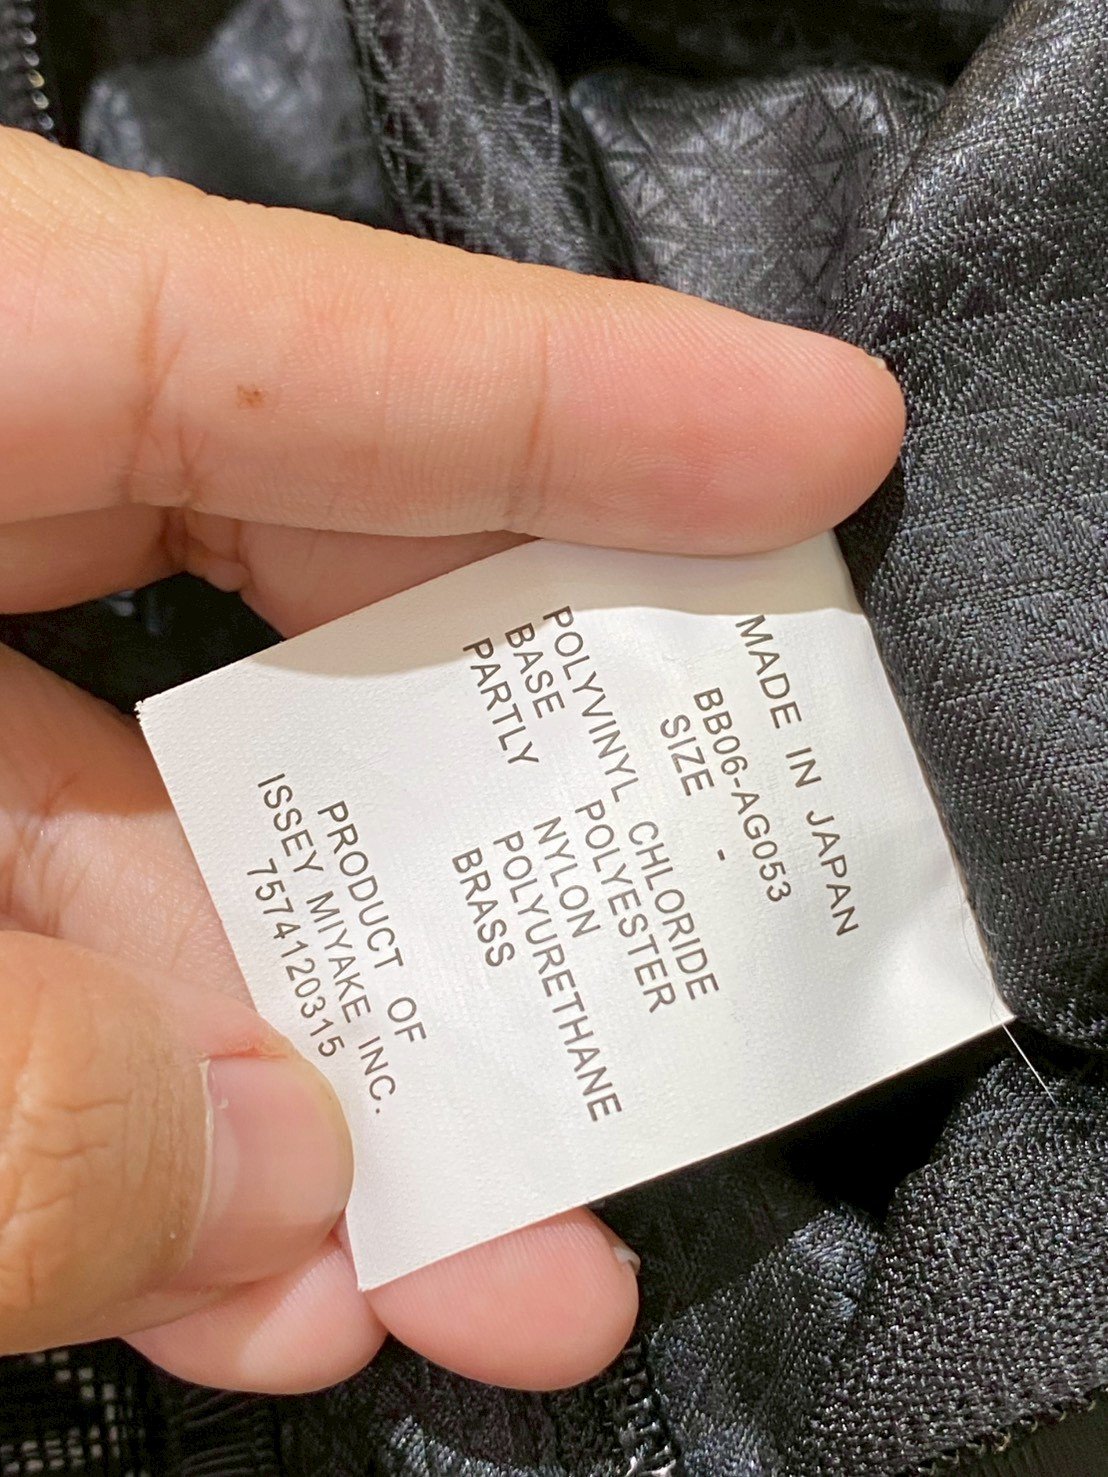 MADE IN JAPAN
BB06-AG053
SIZE -
POLYVINYL CHLORIDE
BASE POLYESTER
PARTLY NYLON
POLYURETHANE
BRASS
PRODUCT OF
ISSEY MIYAKE INC.
7574120315